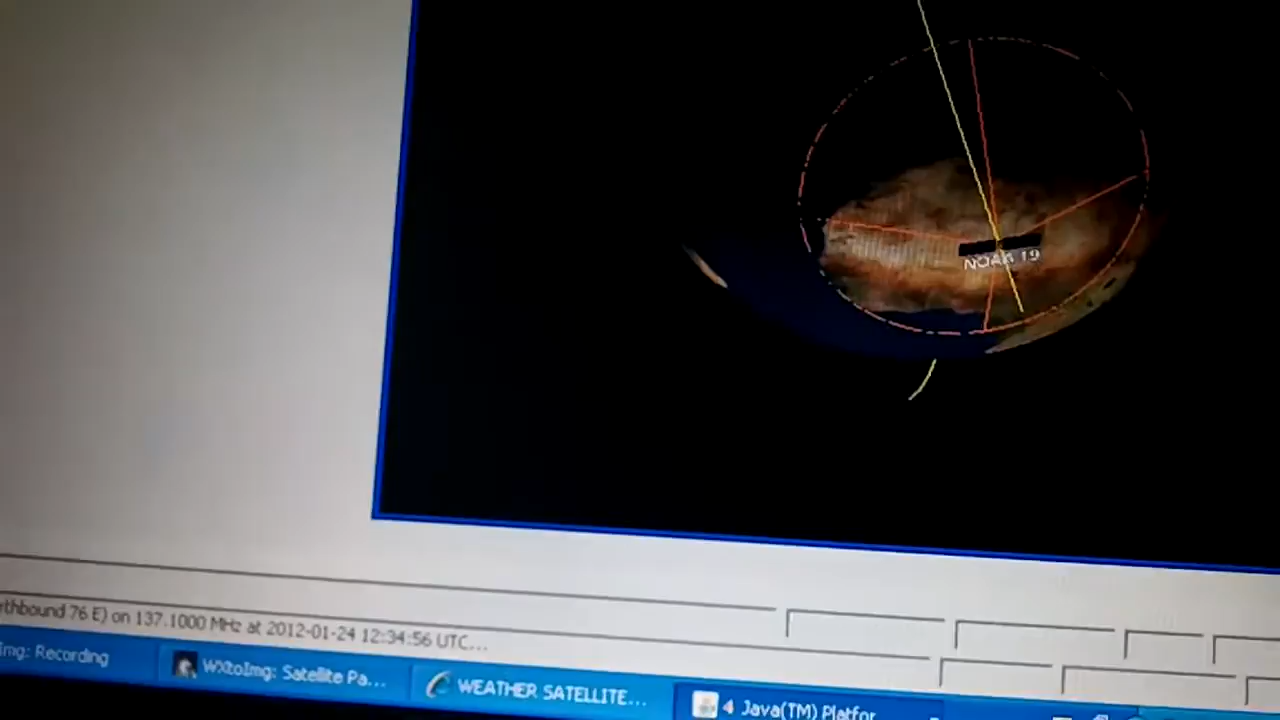 NOAA 19
rthbound 76 E) on 137.1000 MHz at 2012-01-24 12:34:56 UTC...
Img: Recording
WXtoImg: Satellite Pa...
WEATHER SATELLITE...
4 Java(TM) Platfor